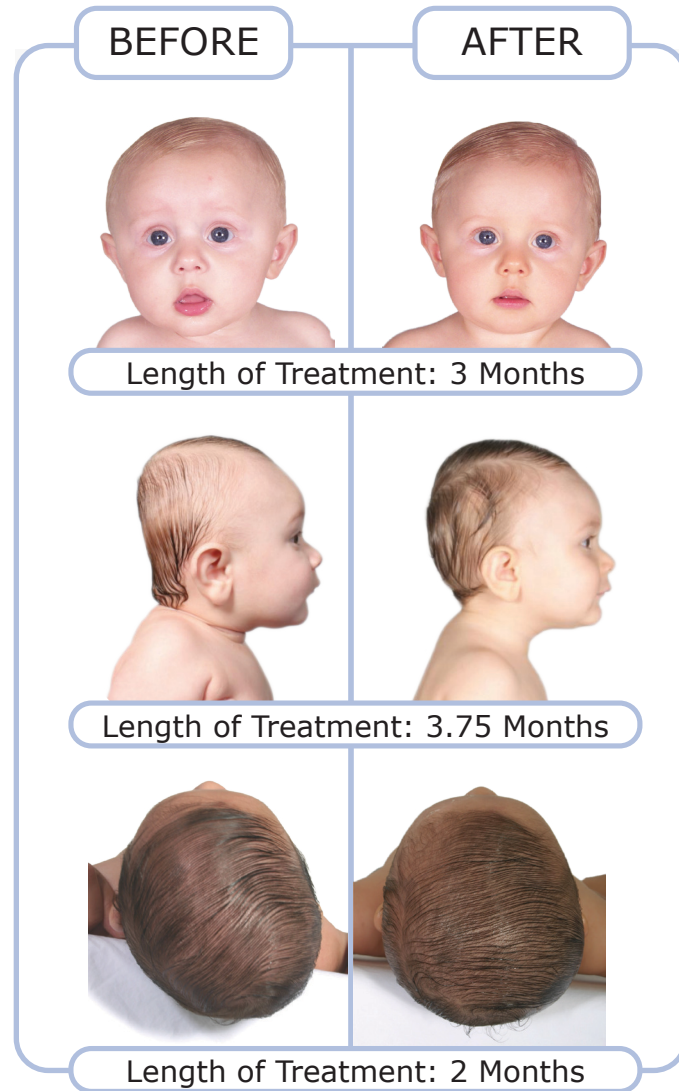 BEFORE
AFTER
Length of Treatment: 3 Months
Length of Treatment: 3.75 Months
Length of Treatment: 2 Months